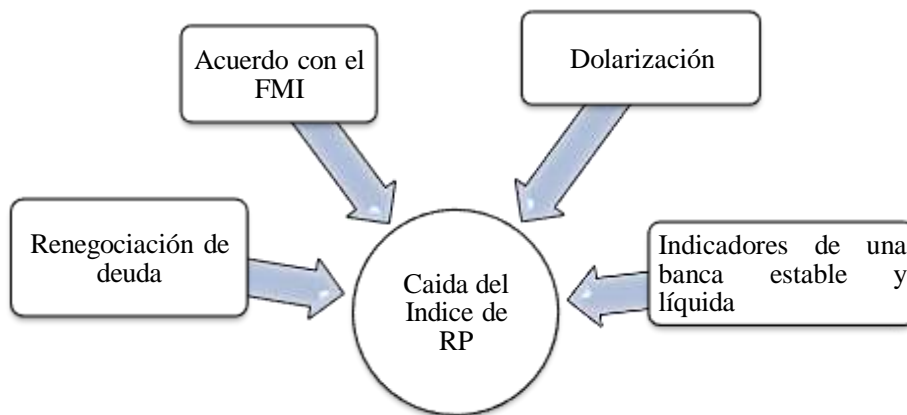 Acuerdo con el
FMI
Dolarización
Renegociación de
deuda
Indicadores de una
banca estable y
líquida
Caida del
Indice de
RP